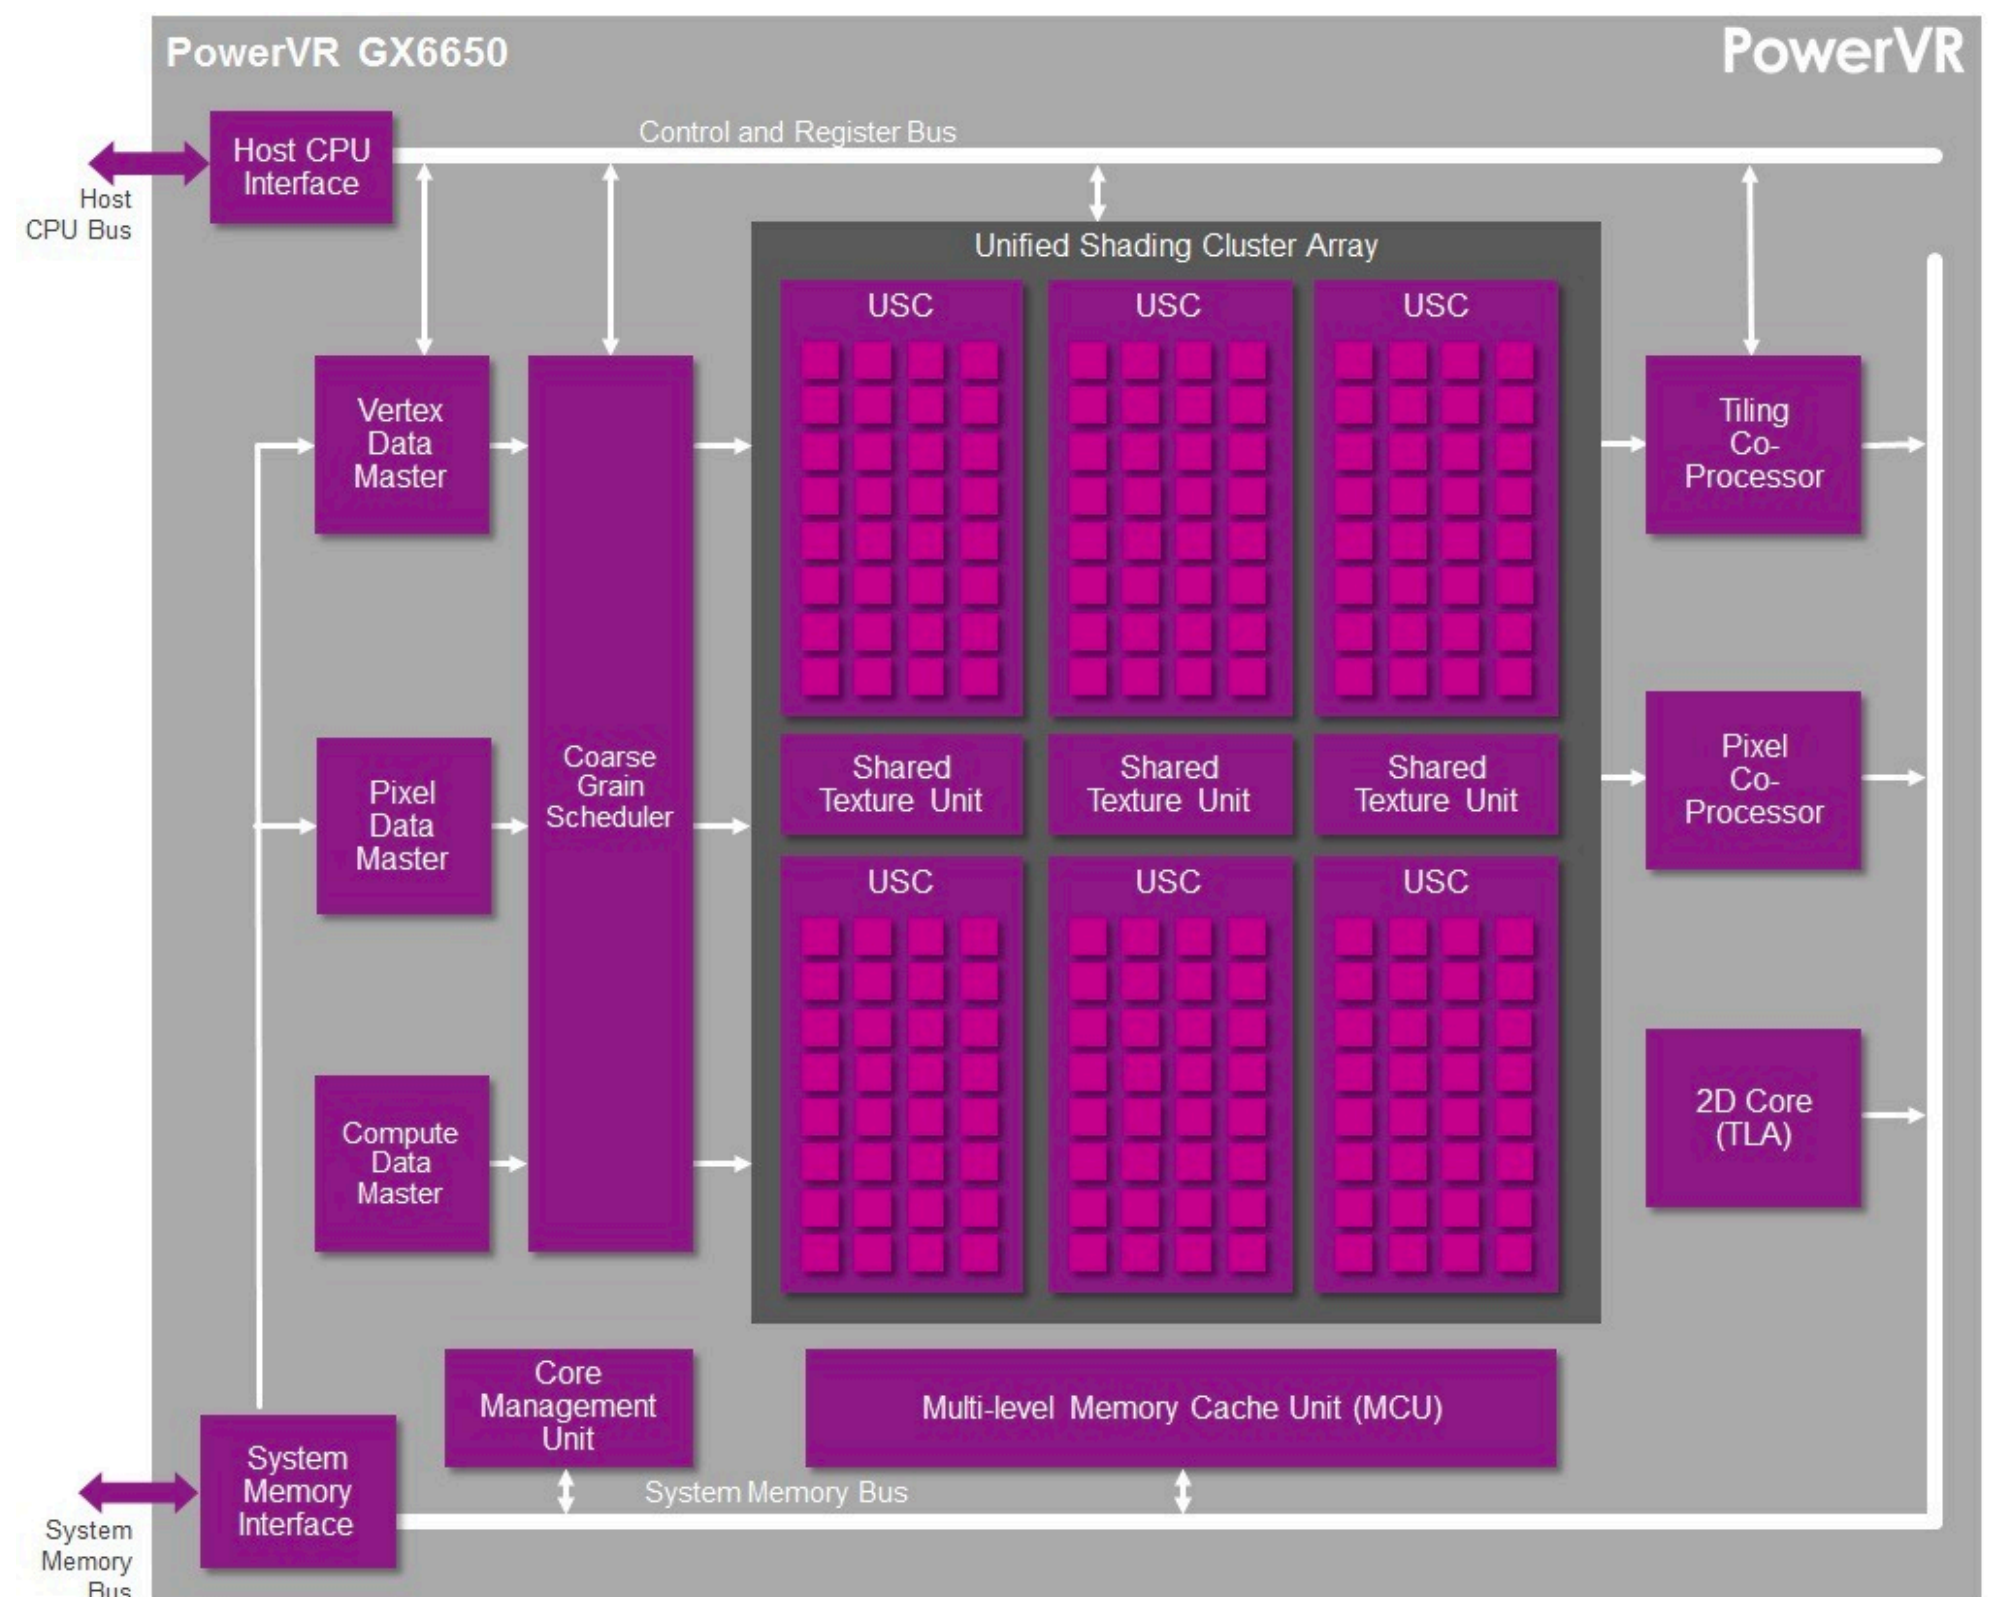 PowerVR GX6650
PowerVR
Host CPU
Interface
Control and Register Bus
Host
CPU Bus
Unified Shading Cluster Array
USC
USC
USC
Vertex
Data
Master
Tiling
Co-
Processor
Coarse
Grain
Scheduler
Pixel
Data
Master
Shared
Texture Unit
Shared
Texture Unit
Shared
Texture Unit
Pixel
Co-
Processor
USC
USC
USC
Compute
Data
Master
2D Core
(TLA)
Core
Management
Unit
Multi-level Memory Cache Unit (MCU)
System
Memory
Interface
System Memory Bus
System
Memory
Bus